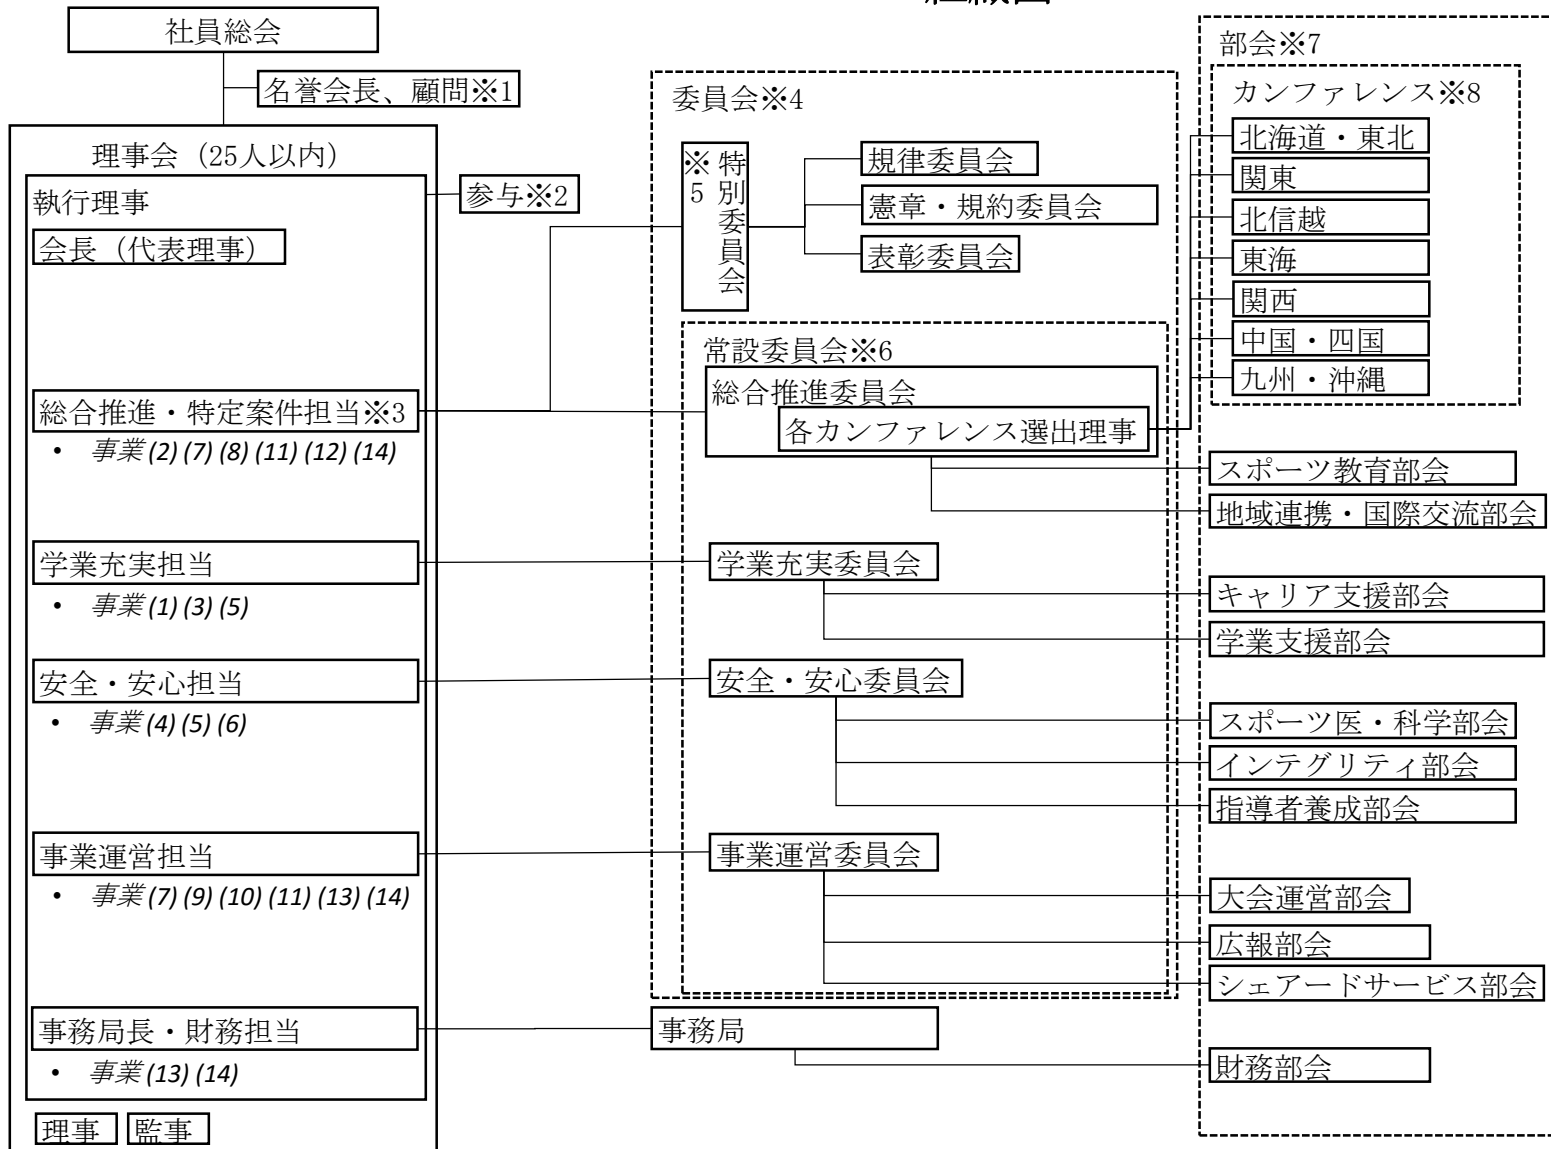 社員総会
名誉会長、顧問※1
理事会（25人以内）
執行理事
会長（代表理事）
参与※2
総合推進・特定案件担当※3
• 事業(2)(7)(8)(11)(12)(14)
学業充実担当
• 事業(1)(3)(5)
安全・安心担当
• 事業(4)(5)(6)
事業運営担当
• 事業(7)(9)(10)(11)(13)(14)
事務局長・財務担当
• 事業(13)(14)
理事
監事
委員会※4
特別委員会
※5
規律委員会
憲章・規約委員会
表彰委員会
常設委員会※6
総合推進委員会
各カンファレンス選出理事
学業充実委員会
安全・安心委員会
事業運営委員会
事務局
部会※7
カンファレンス※8
北海道・東北
関東
北信越
東海
関西
中国・四国
九州・沖縄
スポーツ教育部会
地域連携・国際交流部会
キャリア支援部会
学業支援部会
スポーツ医・科学部会
インテグリティ部会
指導者養成部会
大会運営部会
広報部会
シェアードサービス部会
財務部会